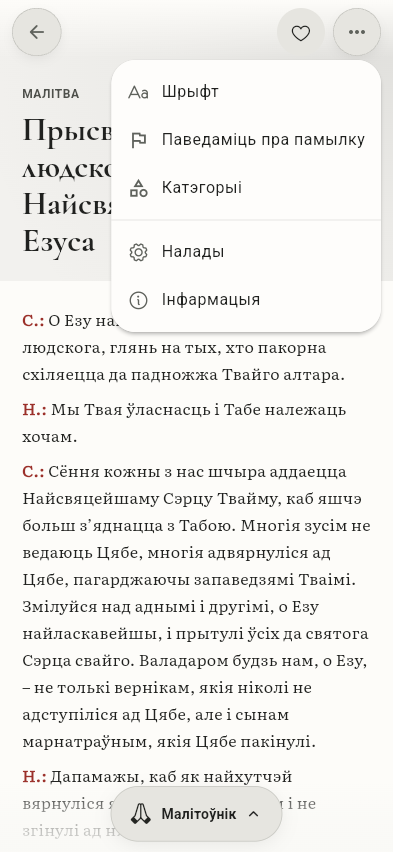 МАЛІТВА
Шрыфт
Паведаміць пра памылку
Катэгорыі
Налады
Інфармацыя
Езуса
С.: О Езу
людскога, глянь на тых, хто пакорна
схіляецца да падножжа Твайго алтара.
Н.: Мы Твая ўласнасць і Табе належаць
хочам.
С.: Сёння кожны з нас шчыра аддаецца
Найсвяцейшаму Сэрцу Твайму, каб яшчэ
больш з’яднацца з Табою. Многія зусім не
ведаюць Цябе, многія адвярнуліся ад
Цябе, пагарджаючы запаведзямі Тваімі.
Змілуйся над аднымі і другімі, о Езу
найласкавейшы, і прытулі ўсіх да святога
Сэрца свайго. Валадаром будзь нам, о Езу,
– не толькі вернікам, якія ніколі не
адступіліся ад Цябе, але і сынам
марнатраўным, якія Цябе пакінулі.
Н.: Дапамажы, каб як найхутчэй
вярнуліся і не
згінулі ад
Малітоўнік